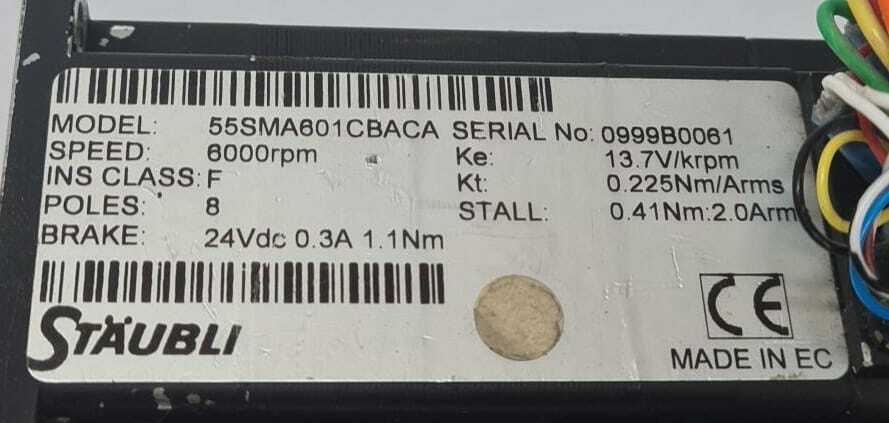 MODEL: 55SMA601CBACA SERIAL No: 0999B0061
SPEED: 6000rpm Ke: 13.7V/krpm
INS CLASS: F Kt: 0.225Nm/Arms
POLES: 8 STALL: 0.41Nm:2.0Arm
BRAKE: 24Vdc 0.3A 1.1Nm
STÄUBLI
CE
MADE IN EC